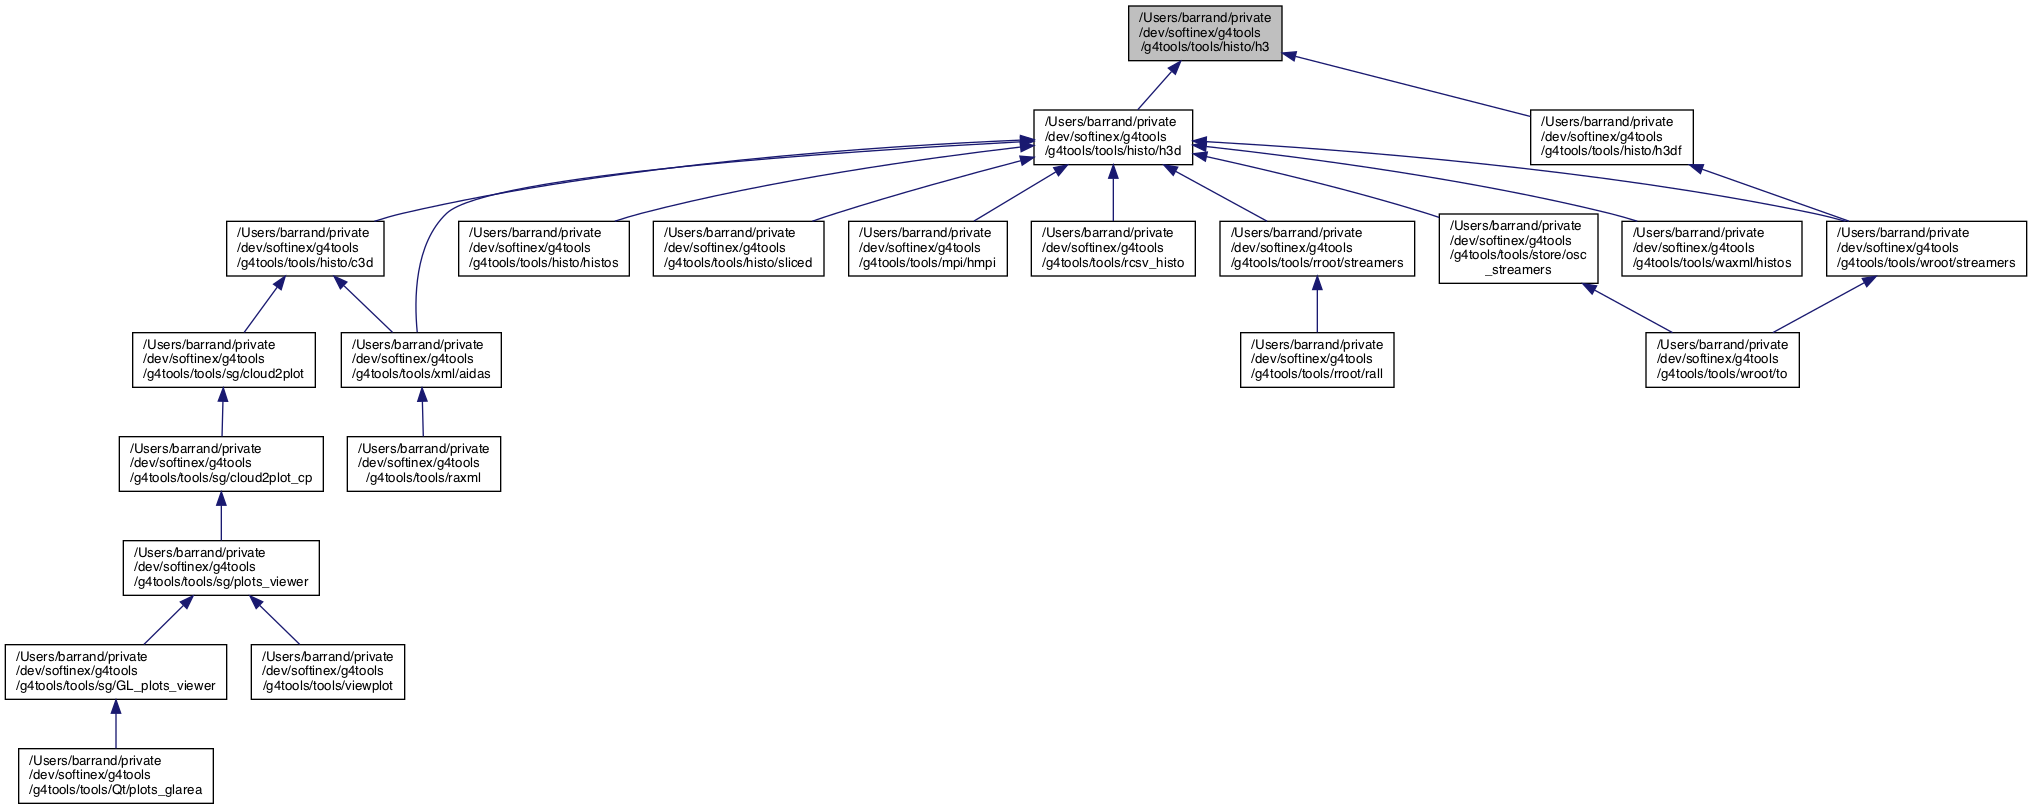 /Users/barrand/private
/dev/softinex/g4tools
/g4tools/tools/histo/h3
/Users/barrand/private
/dev/softinex/g4tools
/g4tools/tools/histo/h3d
/Users/barrand/private
/dev/softinex/g4tools
/g4tools/tools/histo/h3df
/Users/barrand/private
/dev/softinex/g4tools
/g4tools/tools/histo/c3d
/Users/barrand/private
/dev/softinex/g4tools
/g4tools/tools/histo/histos
/Users/barrand/private
/dev/softinex/g4tools
/g4tools/tools/histo/sliced
/Users/barrand/private
/dev/softinex/g4tools
/g4tools/tools/mpi/hmpi
/Users/barrand/private
/dev/softinex/g4tools
/g4tools/tools/rcsv_histo
/Users/barrand/private
/dev/softinex/g4tools
/g4tools/tools/rroot/streamers
/Users/barrand/private
/dev/softinex/g4tools
/g4tools/tools/store/osc
_streamers
/Users/barrand/private
/dev/softinex/g4tools
/g4tools/tools/waxml/histos
/Users/barrand/private
/dev/softinex/g4tools
/g4tools/tools/wroot/streamers
/Users/barrand/private
/dev/softinex/g4tools
/g4tools/tools/sg/cloud2plot
/Users/barrand/private
/dev/softinex/g4tools
/g4tools/tools/xml/aidas
/Users/barrand/private
/dev/softinex/g4tools
/g4tools/tools/rroot/rall
/Users/barrand/private
/dev/softinex/g4tools
/g4tools/tools/wroot/to
/Users/barrand/private
/dev/softinex/g4tools
/g4tools/tools/sg/cloud2plot_cp
/Users/barrand/private
/dev/softinex/g4tools
/g4tools/tools/raxml
/Users/barrand/private
/dev/softinex/g4tools
/g4tools/tools/sg/plots_viewer
/Users/barrand/private
/dev/softinex/g4tools
/g4tools/tools/sg/GL_plots_viewer
/Users/barrand/private
/dev/softinex/g4tools
/g4tools/tools/viewplot
/Users/barrand/private
/dev/softinex/g4tools
/g4tools/tools/Qt/plots_glarea